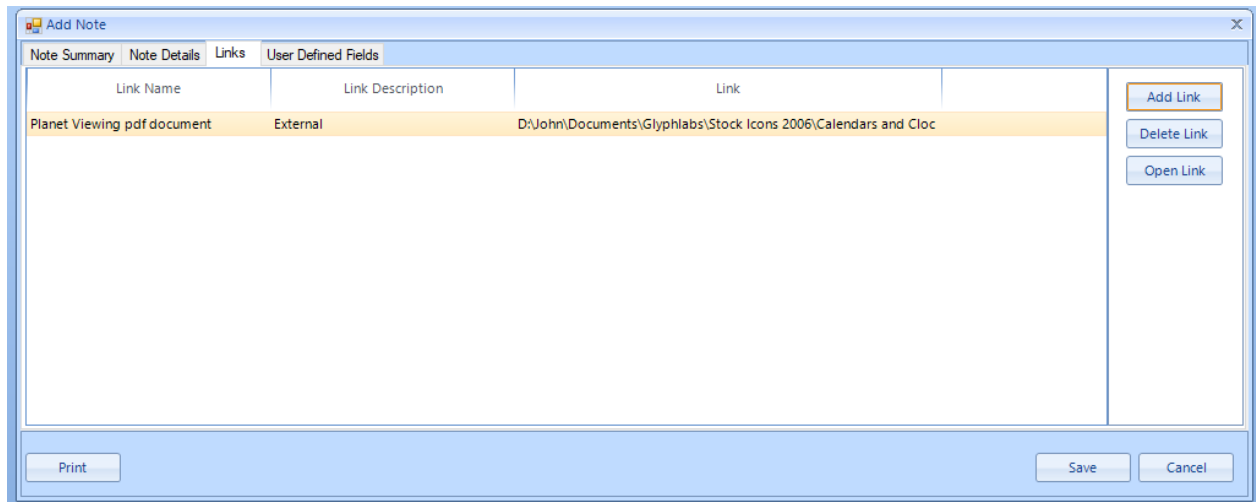 Add Note
Note Summary Note Details Links User Defined Fields
Link Name Link Description Link
Add Link
Planet Viewing pdf document External D:\John\Documents\Glyphlabs\Stock Icons 2006\Calendars and Cloc
Delete Link
Open Link
Print Save Cancel